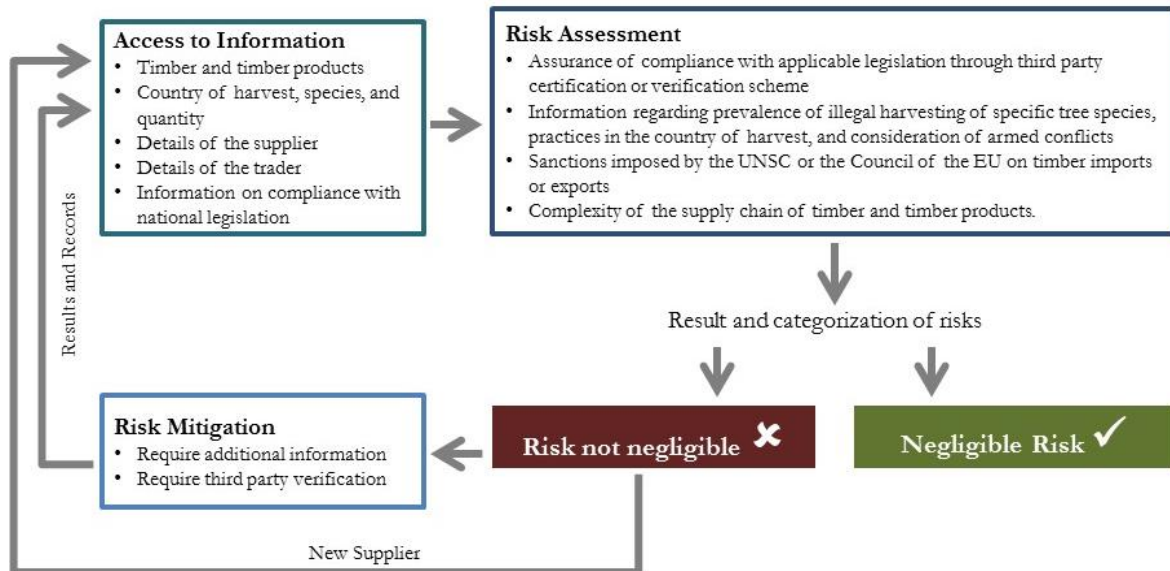 Access to Information
• Timber and timber products
• Country of harvest, species, and
quantity
• Details of the supplier
• Details of the trader
• Information on compliance with
national legislation
Risk Assessment
• Assurance of compliance with applicable legislation through third party
certification or verification scheme
• Information regarding prevalence of illegal harvesting of specific tree species,
practices in the country of harvest, and consideration of armed conflicts
• Sanctions imposed by the UNSC or the Council of the EU on timber imports
or exports
• Complexity of the supply chain of timber and timber products.
Result and categorization of risks
Risk not negligible ✘
Negligible Risk ✓
Risk Mitigation
• Require additional information
• Require third party verification
Results and Records
New Supplier